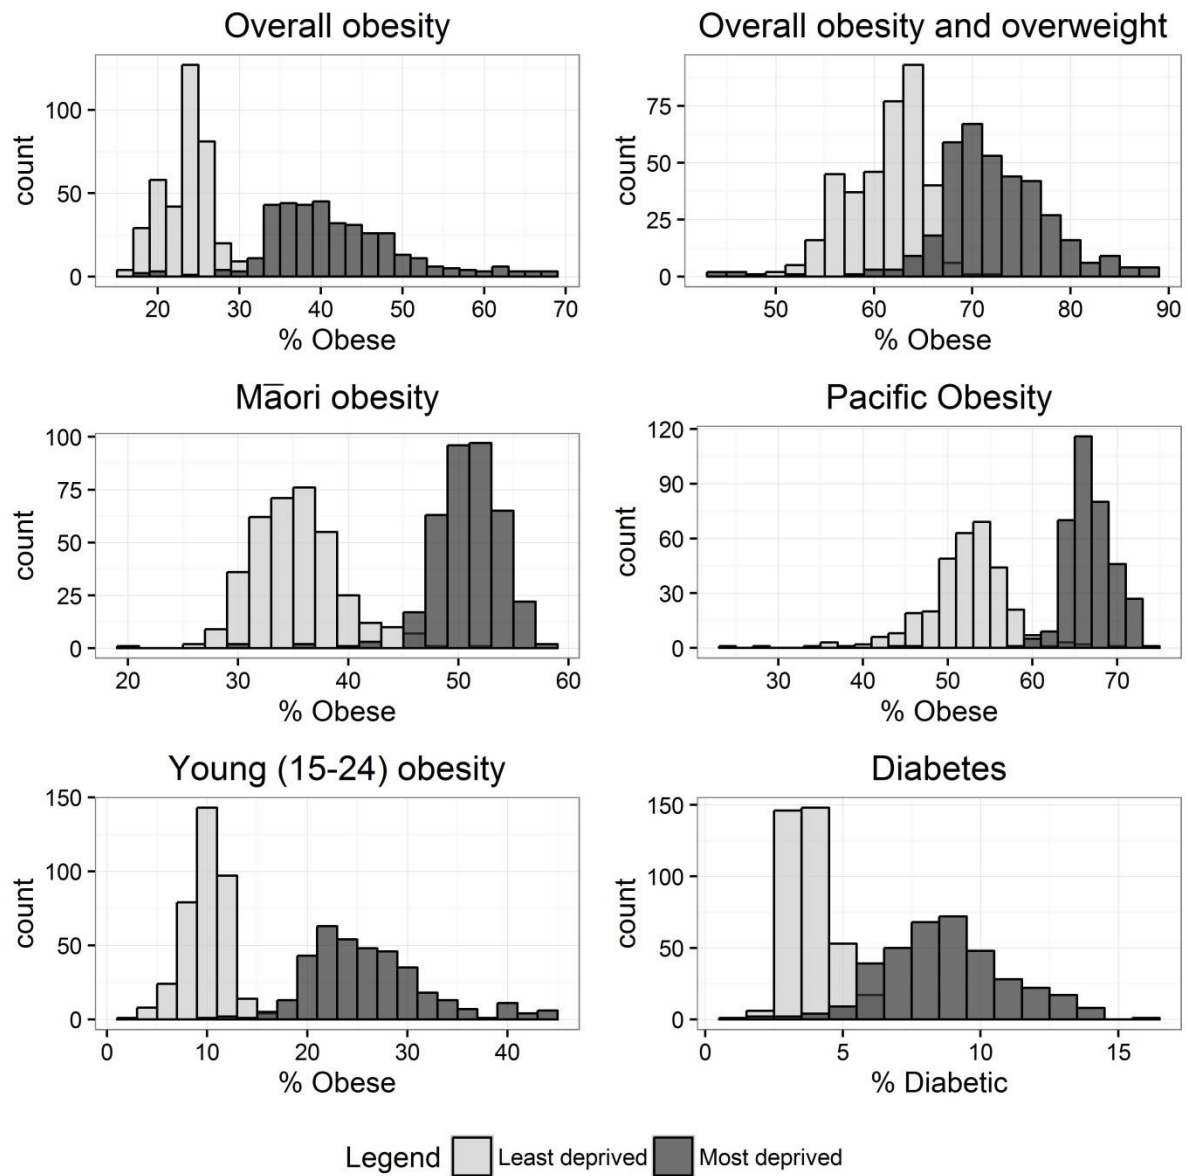 Overall obesity
count
100
50
0
20 30 40 50 60 70
% Obese
Overall obesity and overweight
count
75
50
25
0
50 60 70 80 90
% Obese
Māori obesity
count
100
75
50
25
0
20 30 40 50 60
% Obese
Pacific Obesity
count
120
90
60
30
0
30 40 50 60 70
% Obese
Young (15-24) obesity
count
150
100
50
0
0 10 20 30 40
% Obese
Diabetes
count
150
100
50
0
0 5 10 15
% Diabetic
Legend Least deprived Most deprived